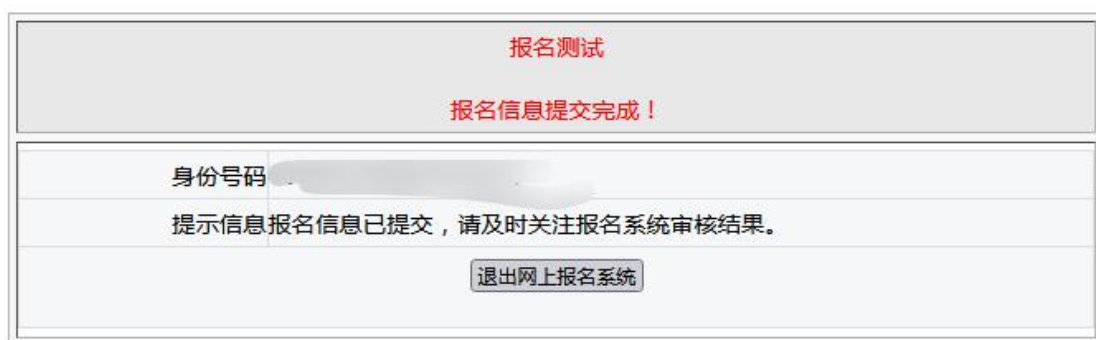 报名测试
报名信息提交完成！
身份号码
提示信息报名信息已提交，请及时关注报名系统审核结果。
退出网上报名系统